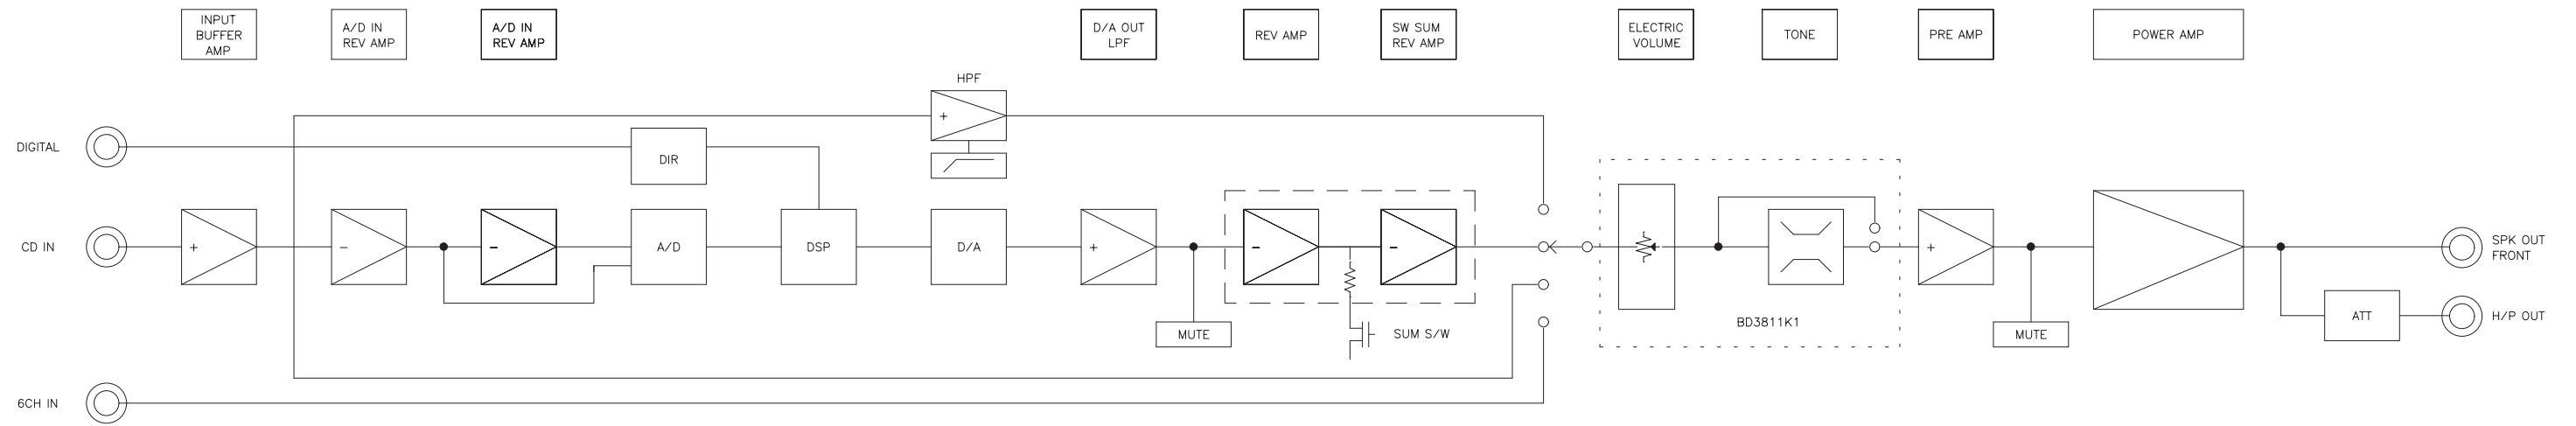 INPUT
BUFFER
AMP
A/D IN
REV AMP
A/D IN
REV AMP
D/A OUT
LPF
REV AMP
SW SUM
REV AMP
ELECTRIC
VOLUME
TONE
PRE AMP
POWER AMP
HPF
+
DIGITAL
DIR
CD IN
+
−
−
A/D
DSP
D/A
+
−
−
+
SPK OUT
FRONT
MUTE
SUM S/W
BD3811K1
MUTE
ATT
H/P OUT
6CH IN